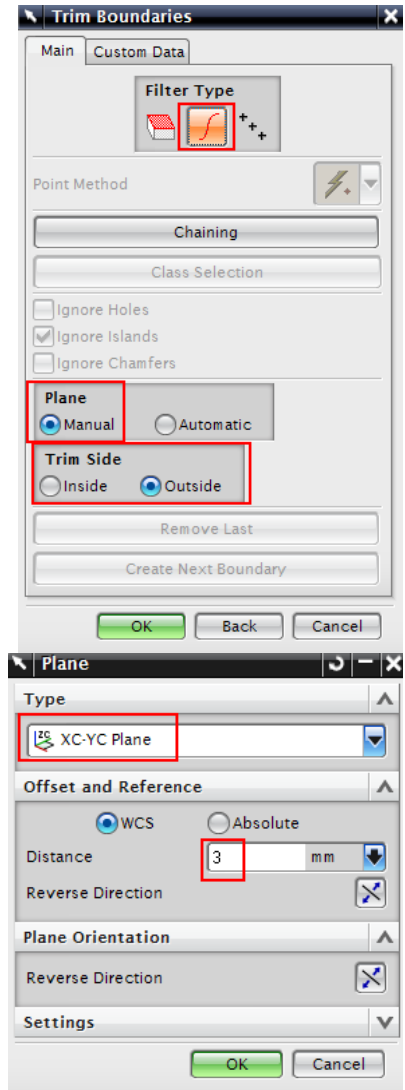 Trim Boundaries
Main Custom Data
Filter Type
Point Method
Chaining
Class Selection
Ignore Holes
Ignore Islands
Ignore Chamfers
Plane
Manual Automatic
Trim Side
Inside Outside
Remove Last
Create Next Boundary
OK Back Cancel
Plane
Type
XC-YC Plane
Offset and Reference
WCS Absolute
Distance 3 mm
Reverse Direction
Plane Orientation
Reverse Direction
Settings
OK Cancel